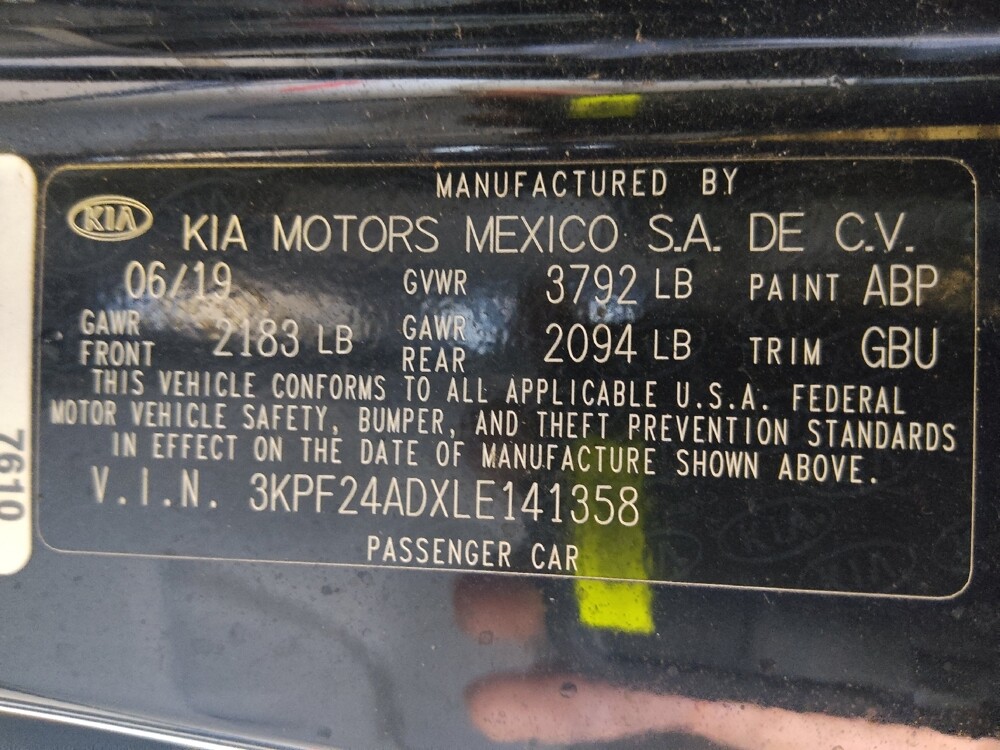 MANUFACTURED BY
KIA KIA MOTORS MEXICO S.A. DE C.V.
06/19 GVWR 3792 LB PAINT ABP
GAWR FRONT 2183 LB GAWR REAR 2094 LB TRIM GBU
THIS VEHICLE CONFORMS TO ALL APPLICABLE U.S.A. FEDERAL
MOTOR VEHICLE SAFETY, BUMPER, AND THEFT PREVENTION STANDARDS
IN EFFECT ON THE DATE OF MANUFACTURE SHOWN ABOVE.
V.I.N. 3KPF24ADXLE141358
PASSENGER CAR
7610